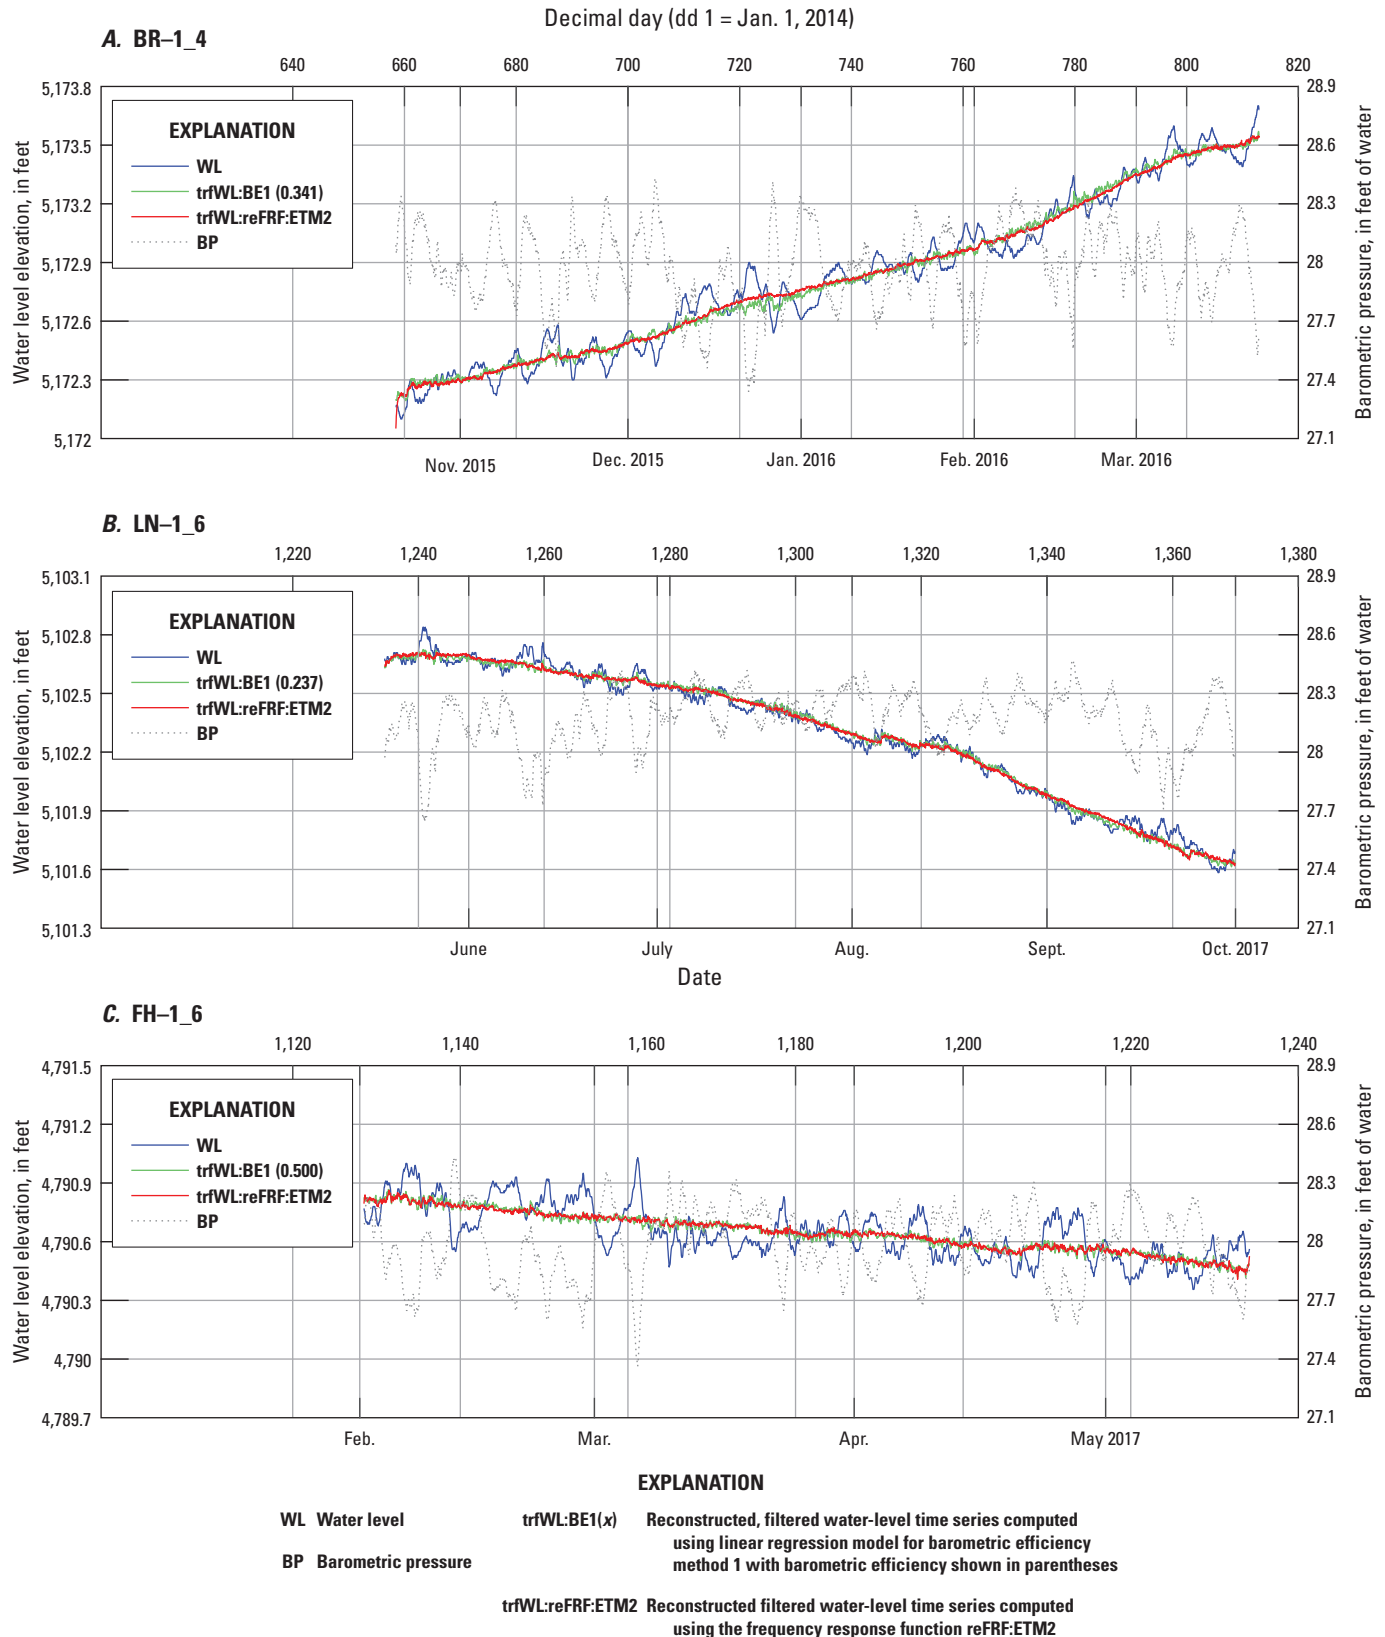 Decimal day (dd 1 = Jan. 1, 2014)
A. BR–1_4
640 660 680 700 720 740 760 780 800 820
5,173.8
5,173.5
5,173.2
5,172.9
5,172.6
5,172.3
5,172
Water level elevation, in feet
EXPLANATION
WL
trfWL:BE1 (0.341)
trfWL:reFRF:ETM2
BP
28.9
28.6
28.3
28
27.7
27.4
27.1
Barometric pressure, in feet of water
Nov. 2015 Dec. 2015 Jan. 2016 Feb. 2016 Mar. 2016
B. LN–1_6
1,220 1,240 1,260 1,280 1,300 1,320 1,340 1,360 1,380
5,103.1
5,102.8
5,102.5
5,102.2
5,101.9
5,101.6
5,101.3
Water level elevation, in feet
EXPLANATION
WL
trfWL:BE1 (0.237)
trfWL:reFRF:ETM2
BP
28.9
28.6
28.3
28
27.7
27.4
27.1
Barometric pressure, in feet of water
June July Aug. Sept. Oct. 2017
Date
C. FH–1_6
1,120 1,140 1,160 1,180 1,200 1,220 1,240
4,791.5
4,791.2
4,790.9
4,790.6
4,790.3
4,790
4,789.7
Water level elevation, in feet
EXPLANATION
WL
trfWL:BE1 (0.500)
trfWL:reFRF:ETM2
BP
28.9
28.6
28.3
28
27.7
27.4
27.1
Barometric pressure, in feet of water
Feb. Mar. Apr. May 2017
EXPLANATION
WL Water level
BP Barometric pressure
trfWL:BE1(x) Reconstructed, filtered water-level time series computed
using linear regression model for barometric efficiency
method 1 with barometric efficiency shown in parentheses
trfWL:reFRF:ETM2 Reconstructed filtered water-level time series computed
using the frequency response function reFRF:ETM2